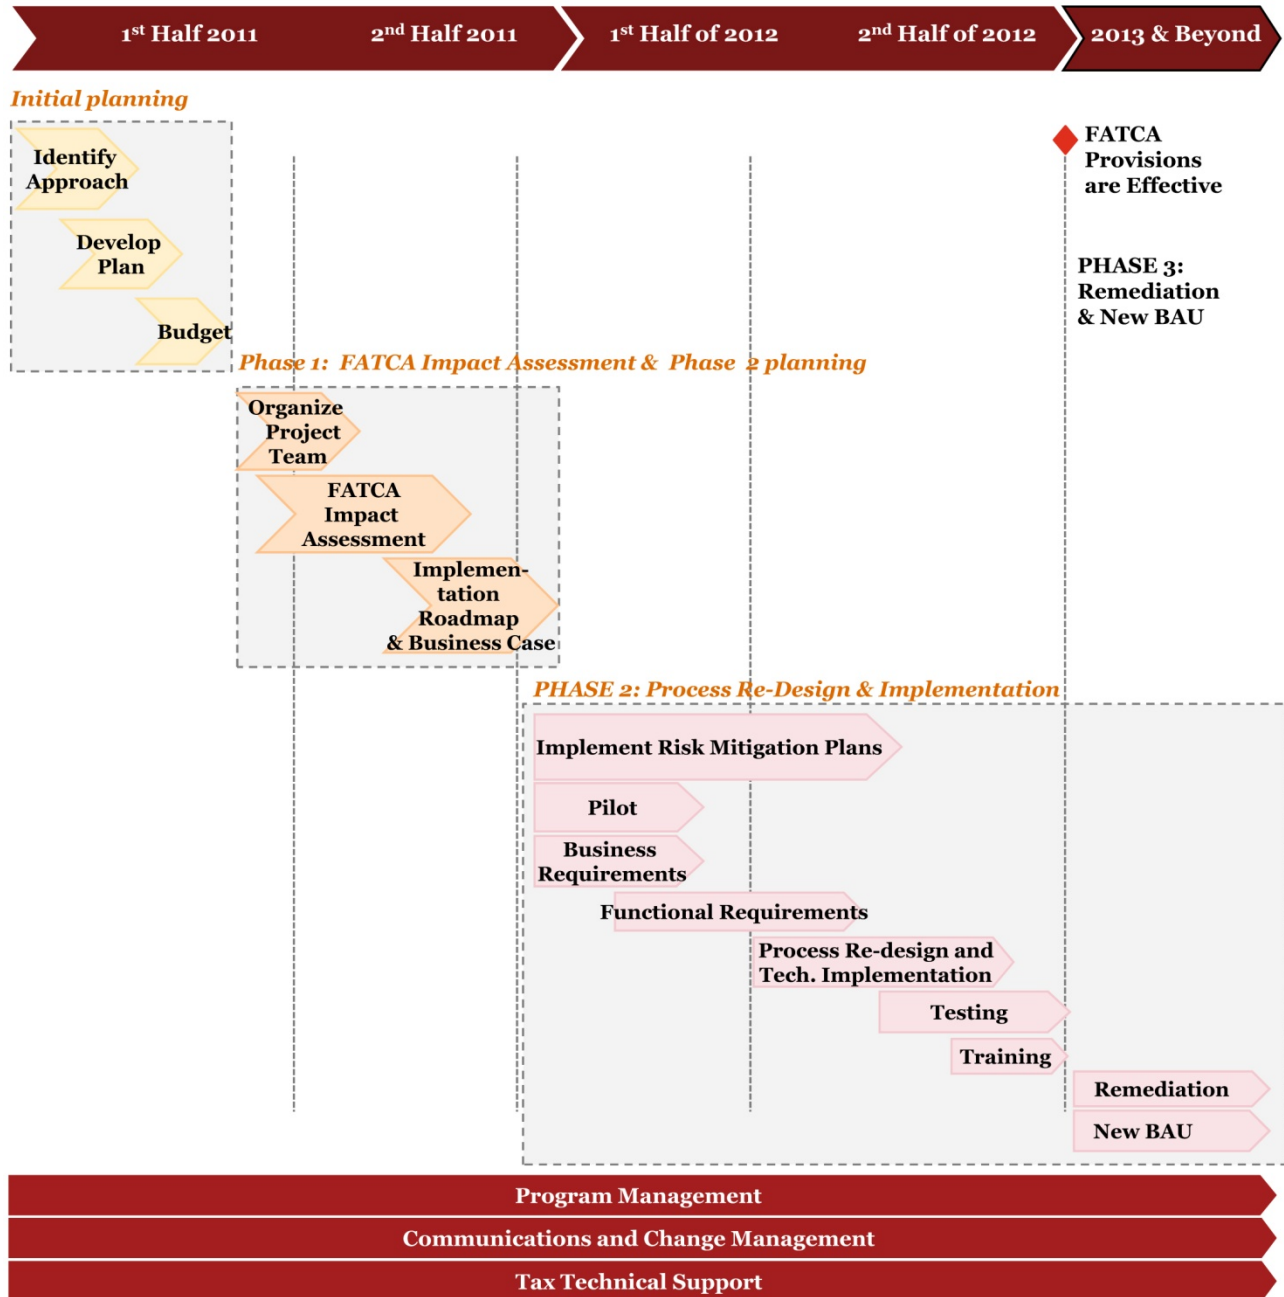 1st Half 2011
2nd Half 2011
1st Half of 2012
2nd Half of 2012
2013 & Beyond
Initial planning
Identify
Approach
Develop
Plan
Budget
FATCA
Provisions
are Effective
PHASE 3:
Remediation
& New BAU
Phase 1:  FATCA Impact Assessment &  Phase  2 planning
Organize
Project
Team
FATCA
Impact
Assessment
Implemen-
tation
Roadmap
& Business Case
PHASE 2: Process Re-Design & Implementation
Implement Risk Mitigation Plans
Pilot
Business
Requirements
Functional Requirements
Process Re-design and
Tech. Implementation
Testing
Training
Remediation
New BAU
Program Management
Communications and Change Management
Tax Technical Support